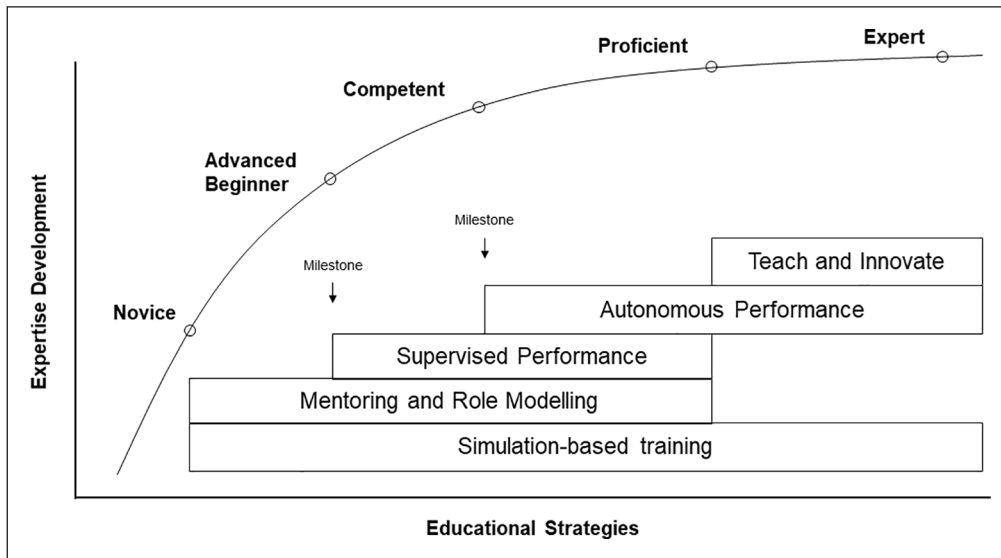 Expert
Proficient
Competent
Advanced
Beginner
Milestone
Milestone
Novice
Teach and Innovate
Autonomous Performance
Supervised Performance
Mentoring and Role Modelling
Simulation-based training
Expertise Development
Educational Strategies